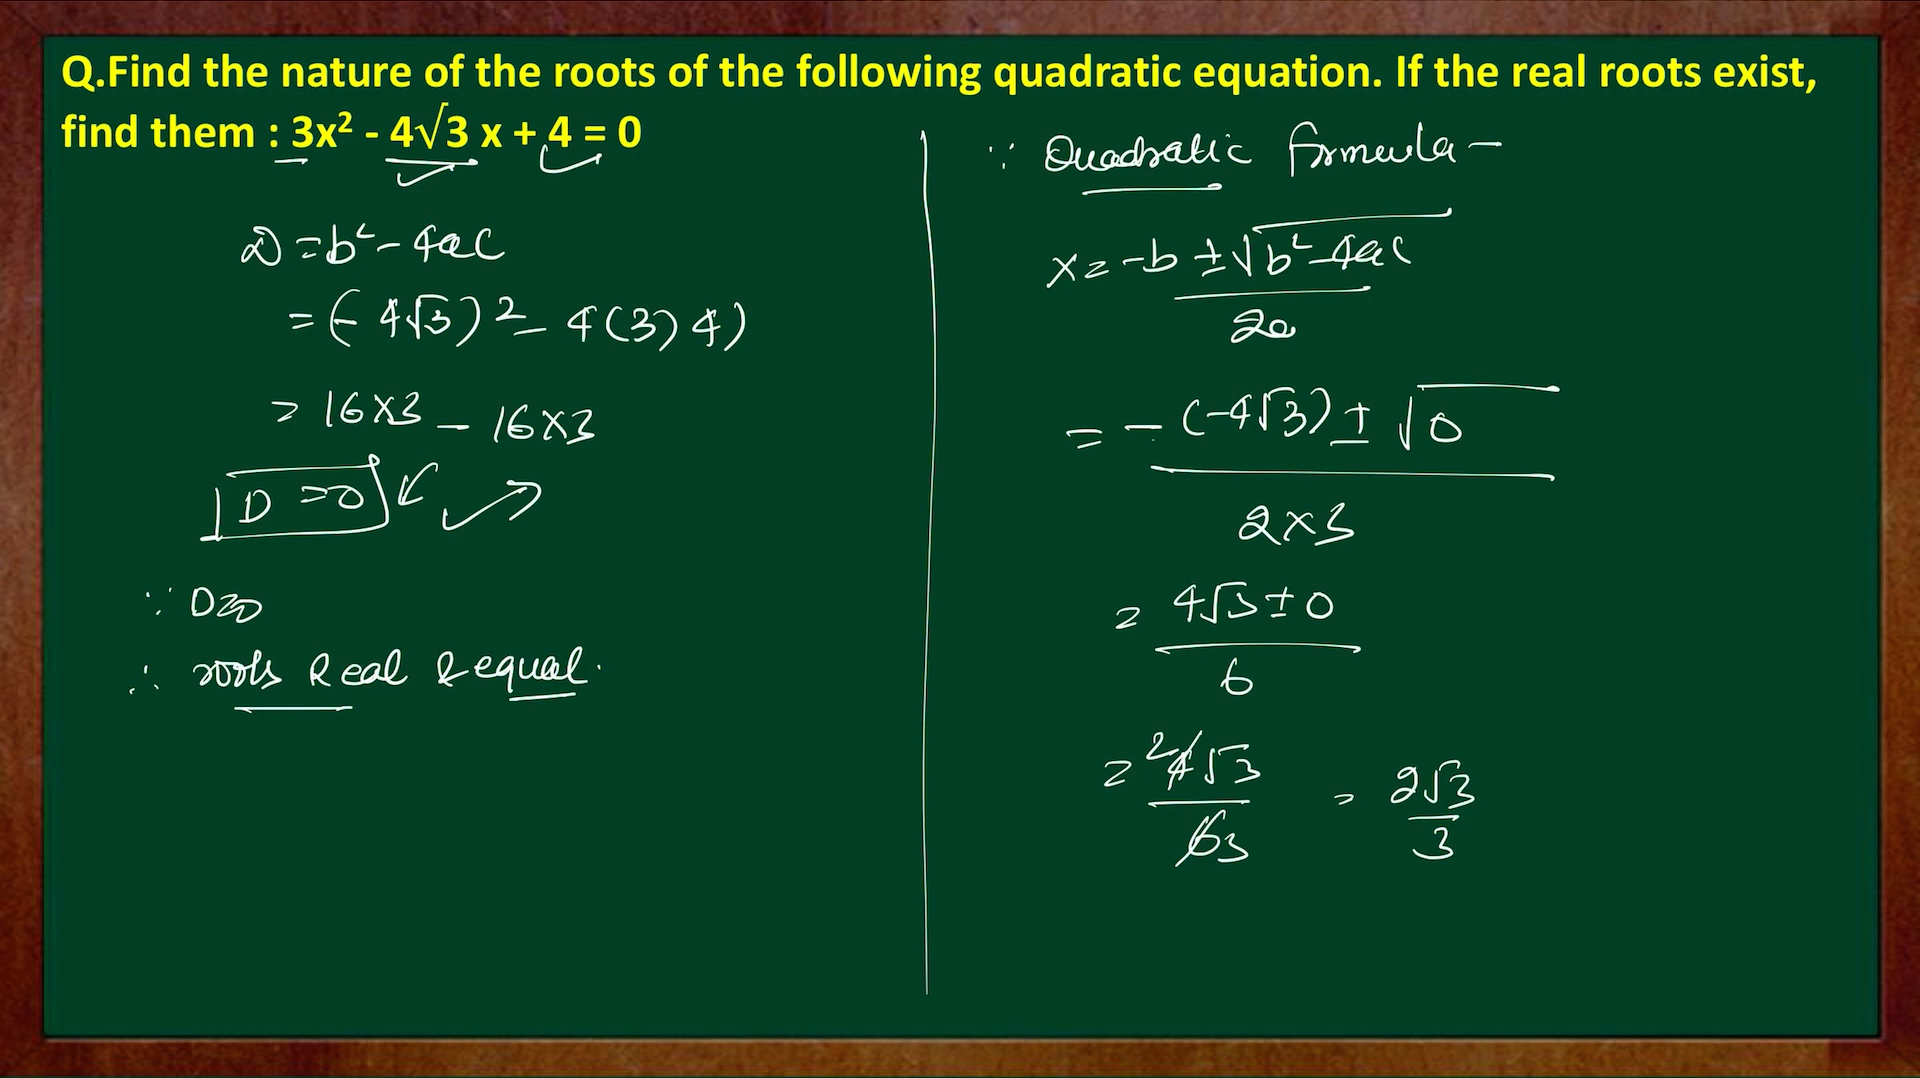 Q.Find the nature of the roots of the following quadratic equation. If the real roots exist,
find them : 3x² - 4√3 x + 4 = 0
D = b² - 4ac
= (- 4√3)² - 4(3)4)
= 16×3 - 16×3
D = 0
∵ D=0
∴ roots Real & equal.
∵ Quadratic formula -
x = -b ± √b² - 4ac
2a
= - (-4√3) ± √0
2×3
= 4√3 ± 0
6
= 2 4√3 = 2√3
6 3 3